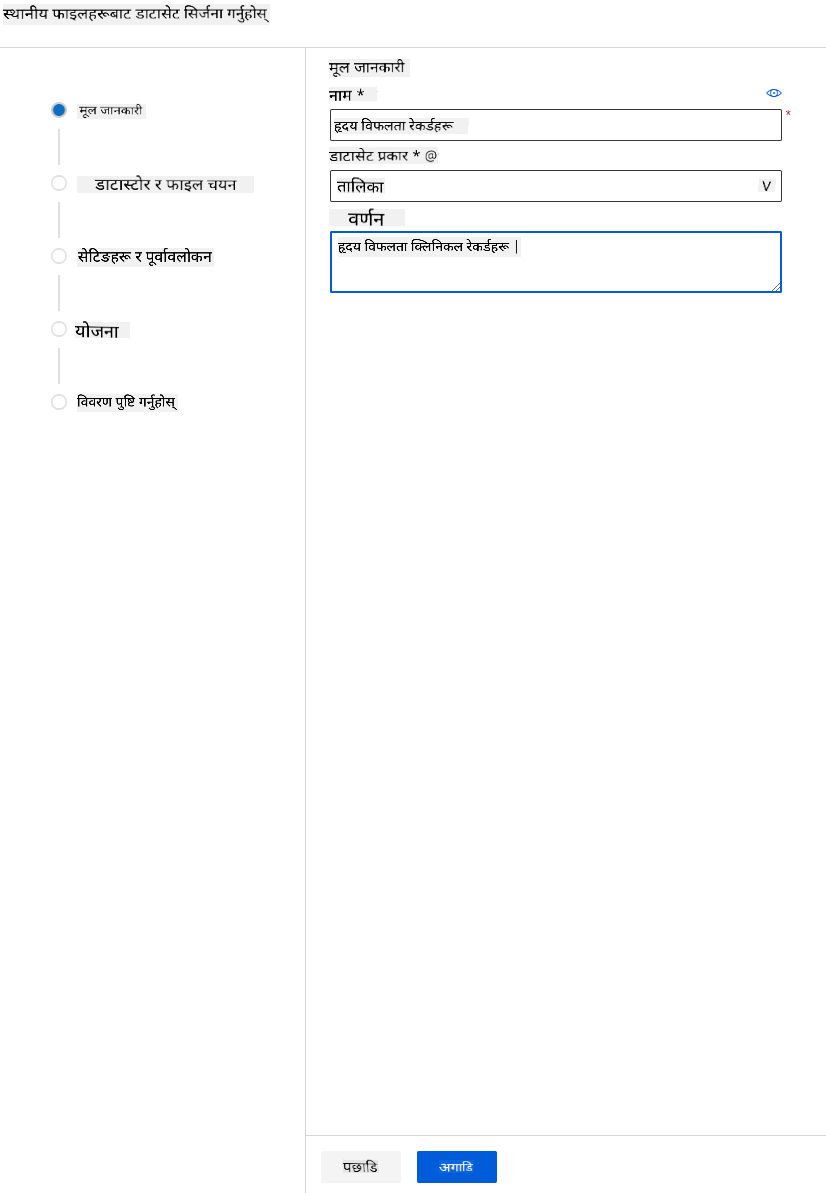 स्थानीय फाइलहरूबाट डाटासेट सिर्जना गर्नुहोस्
मूल जानकारी
डाटास्टोर र फाइल चयन
सेटिङहरू र पूर्वावलोकन
योजना
विवरण पुष्टि गर्नुहोस्
मूल जानकारी
नाम *
हृदय विफलता रेकर्डहरू
*
डाटासेट प्रकार * @
तालिका V
वर्णन
हृदय विफलता क्लिनिकल रेकर्डहरू |
पछाडि
अगाडि